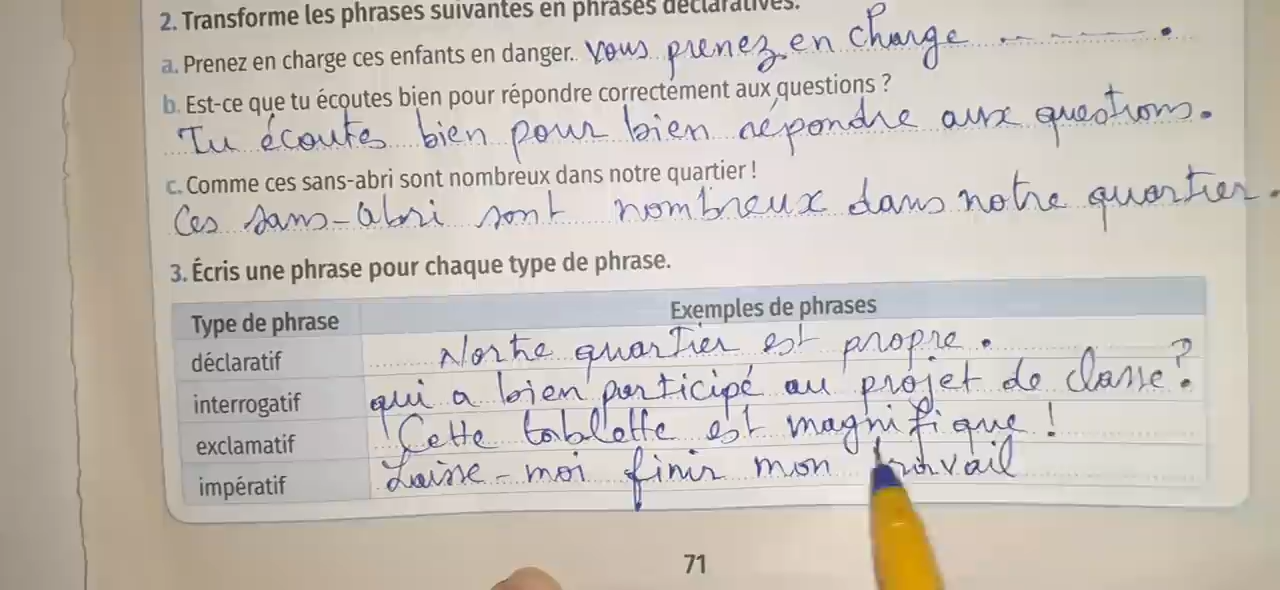 2. Transforme les phrases suivantes en phrases déclaratives.
a. Prenez en charge ces enfants en danger. Vous prenez en charge _ _ _ .
b. Est-ce que tu écoutes bien pour répondre correctement aux questions ?
Tu écoutes bien pour bien répondre aux questions.
c. Comme ces sans-abri sont nombreux dans notre quartier !
Ces sans-abri sont nombreux dans notre quartier.
3. Écris une phrase pour chaque type de phrase.
Type de phrase Exemples de phrases
déclaratif Notre quartier est propre.
interrogatif qui a bien participé au projet de classe ?
exclamatif Cette tablette est magnifique !
impératif Laisse-moi finir mon travail
71